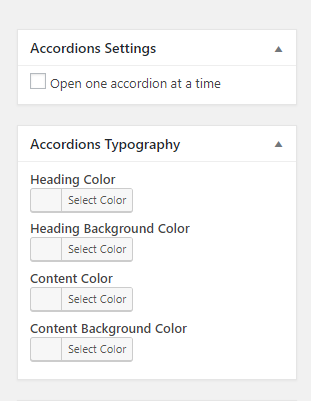 Accordions Settings
Open one accordion at a time
Accordions Typography
Heading Color
Select Color
Heading Background Color
Select Color
Content Color
Select Color
Content Background Color
Select Color